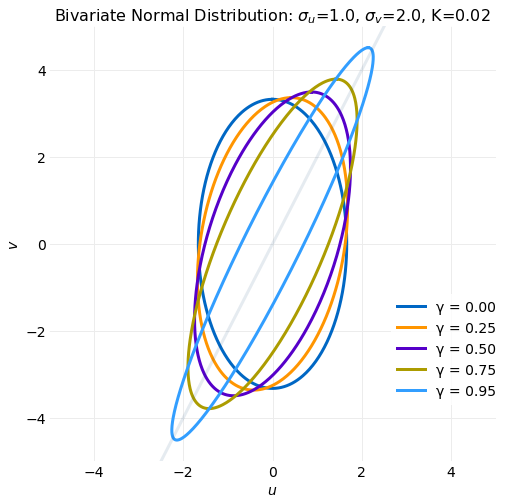 Bivariate Normal Distribution: σᵤ=1.0, σᵥ=2.0, K=0.02
4
2
0
−2
−4
v
γ = 0.00
γ = 0.25
γ = 0.50
γ = 0.75
γ = 0.95
−4 −2 0 2 4
u